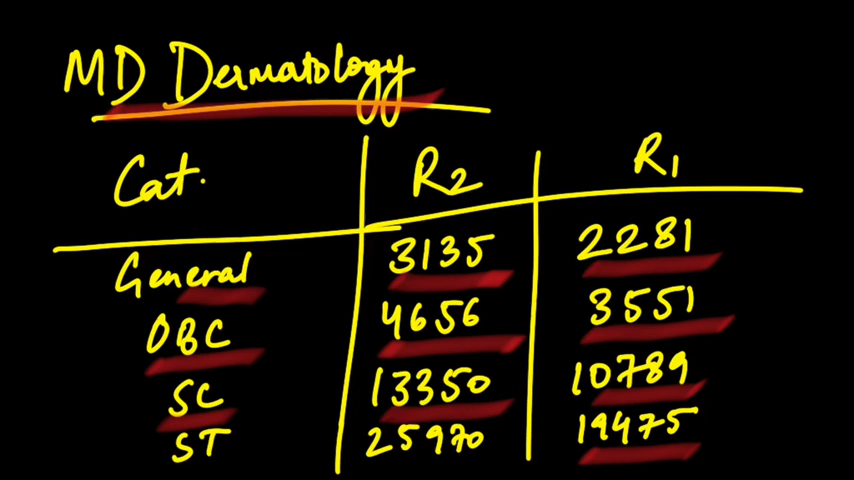 MD Dermatology
Cat. R2 R1
General 3135 2281
OBC 4656 3551
SC 13350 10789
ST 25970 19475